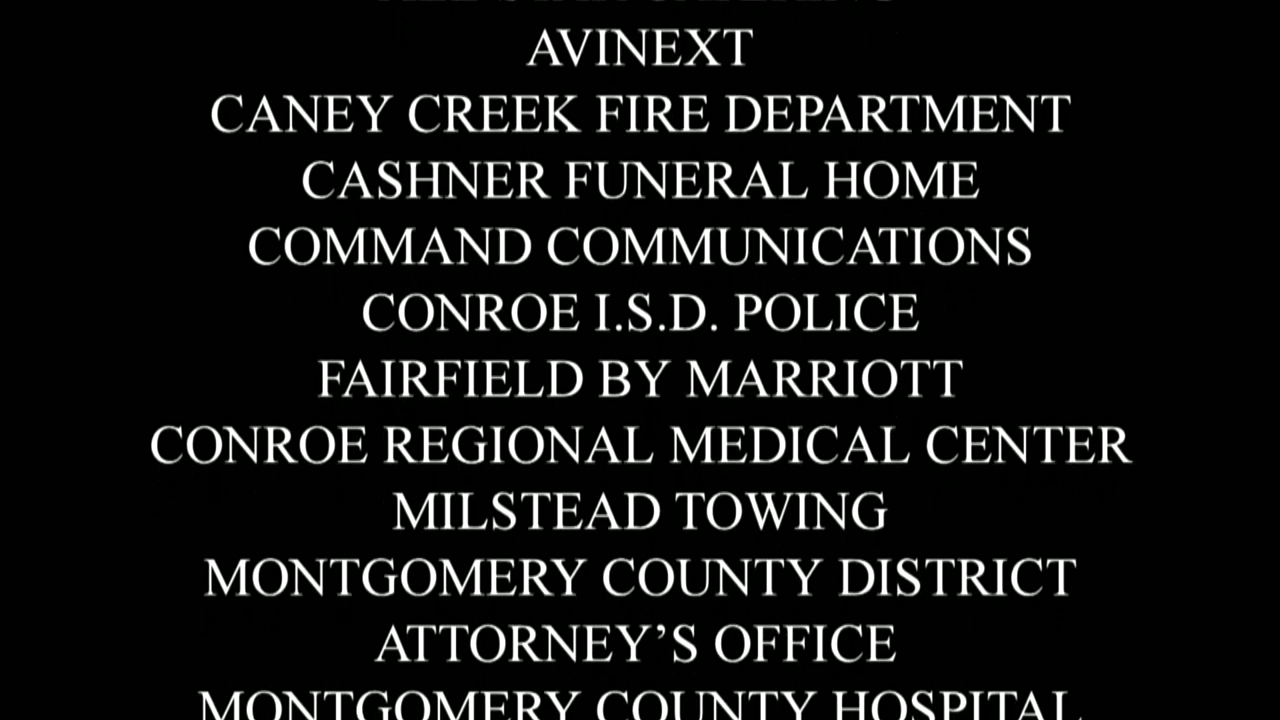 AVINEXT
CANEY CREEK FIRE DEPARTMENT
CASHNER FUNERAL HOME
COMMAND COMMUNICATIONS
CONROE I.S.D. POLICE
FAIRFIELD BY MARRIOTT
CONROE REGIONAL MEDICAL CENTER
MILSTEAD TOWING
MONTGOMERY COUNTY DISTRICT
ATTORNEY’S OFFICE
MONTGOMERY COUNTY HOSPITAL